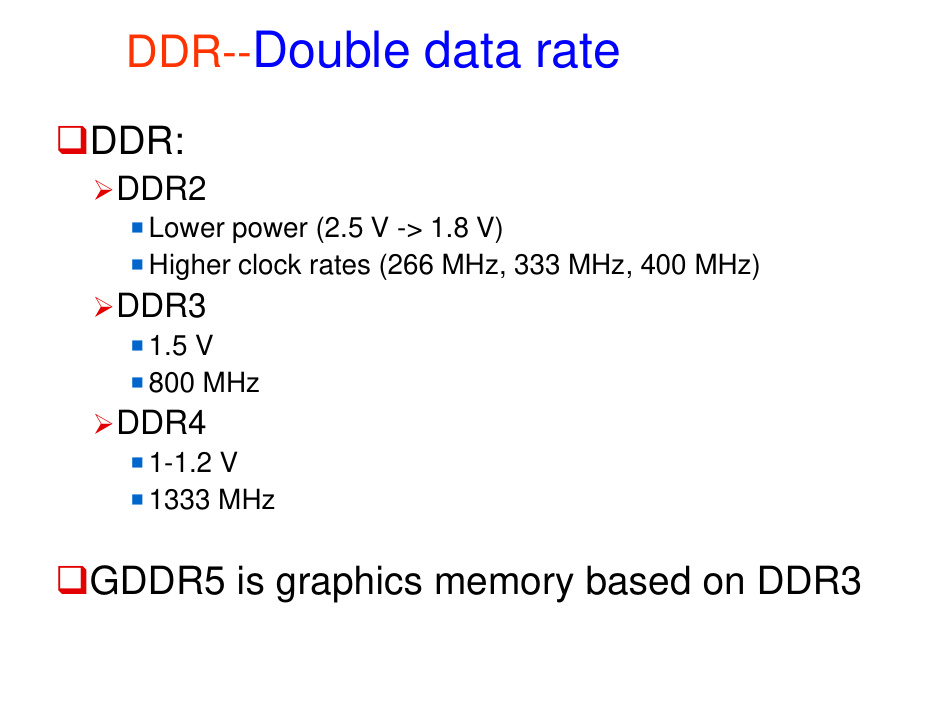 DDR--Double data rate
DDR:
DDR2
Lower power (2.5 V -> 1.8 V)
Higher clock rates (266 MHz, 333 MHz, 400 MHz)
DDR3
1.5 V
800 MHz
DDR4
1-1.2 V
1333 MHz
GDDR5 is graphics memory based on DDR3